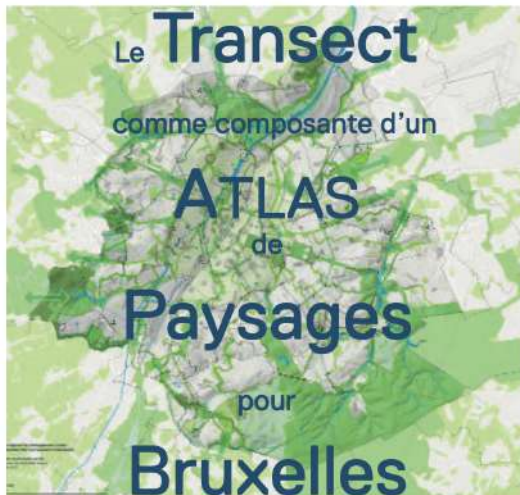 Le Transect
comme composante d'un
ATLAS
de
Paysages
pour
Bruxelles